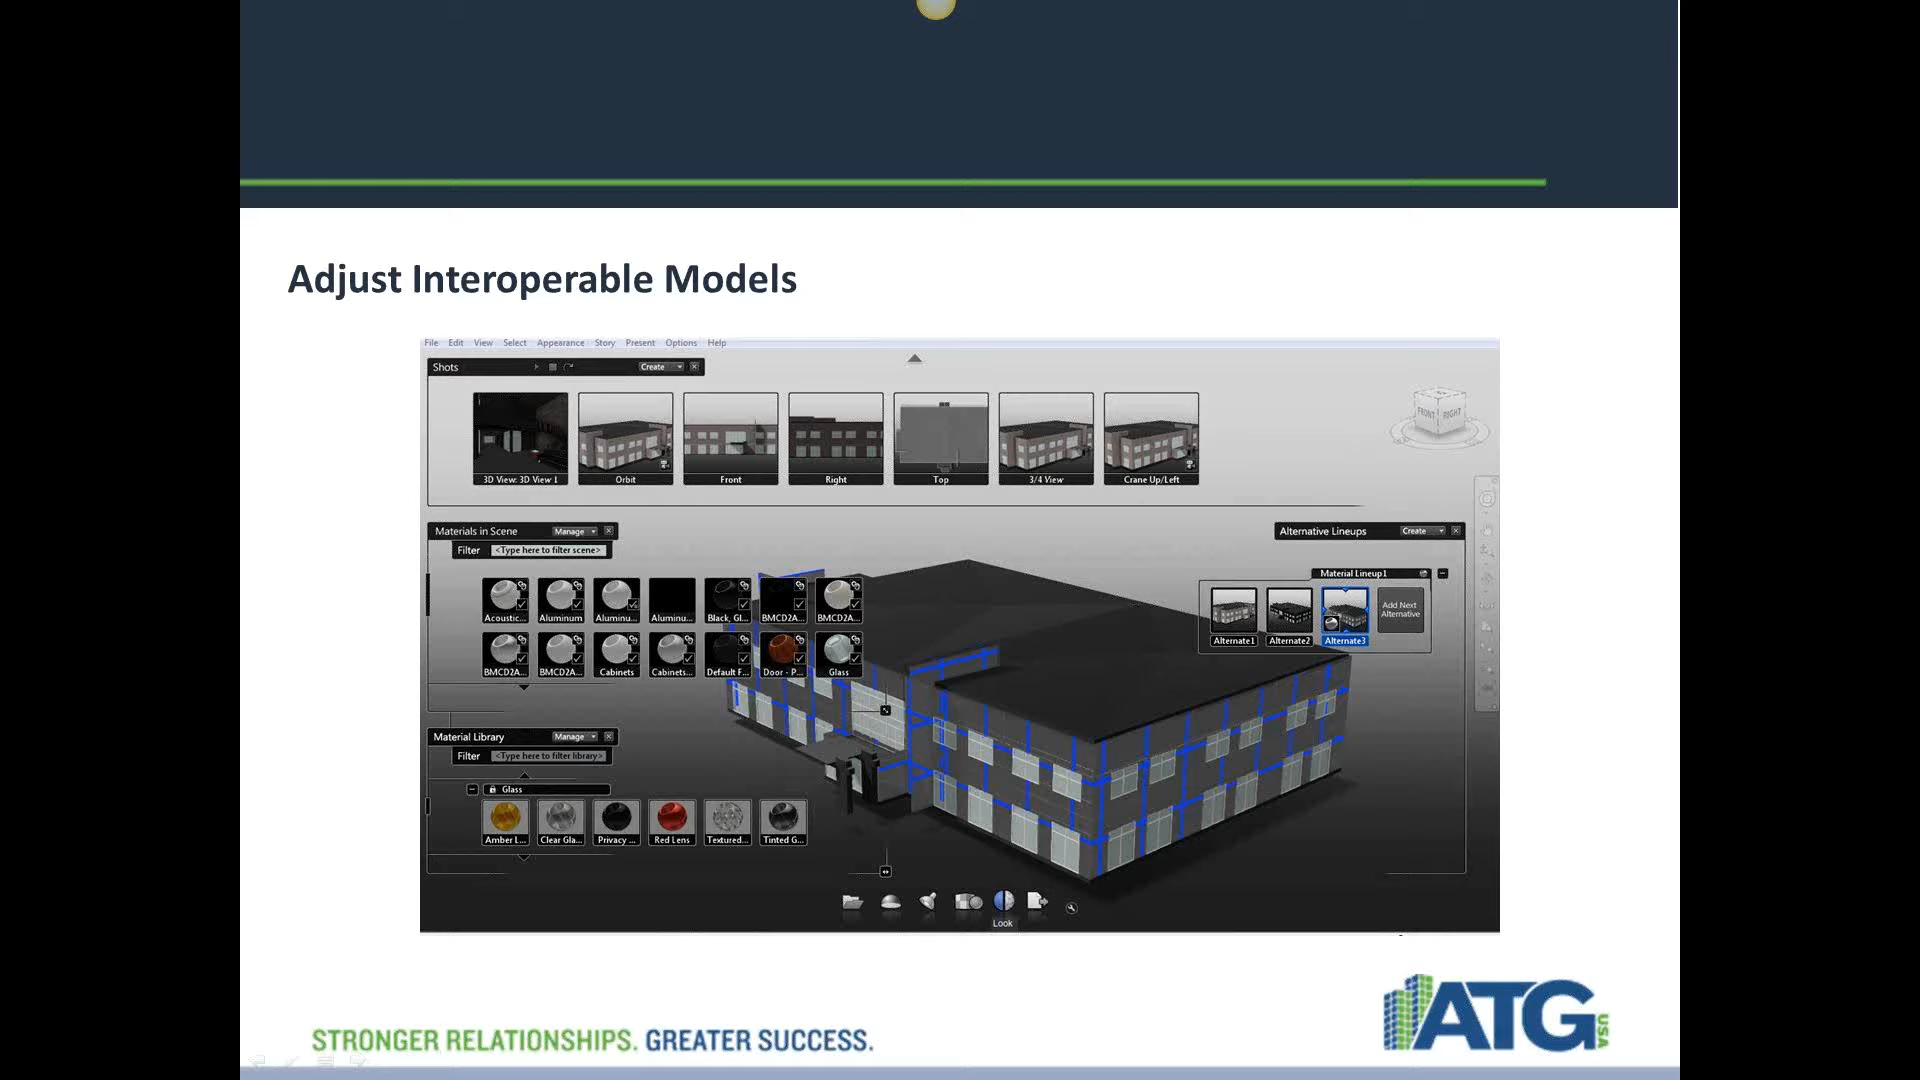 Adjust Interoperable Models
File Edit View Select Appearance Story Present Options Help
Shots Create
3D View: 3D View 1 Orbit Front Right Top 3/4 View Crane Up/Left
FRONT RIGHT
Materials in Scene Manage
Filter <Type here to filter scene>
Acoustic... Aluminum Aluminu... Aluminu... Black, Gl... BMCD2A... BMCD2A...
BMCD2A... BMCD2A... Cabinets Cabinets... Default F... Door - P... Glass
Alternative Lineups Create
Material Lineup1
Add Next
Alternative
Alternate1 Alternate2 Alternate3
Material Library Manage
Filter <Type here to filter library>
Glass
Amber L... Clear Gla... Privacy ... Red Lens Textured... Tinted G...
Look
STRONGER RELATIONSHIPS. GREATER SUCCESS.
ATG USA